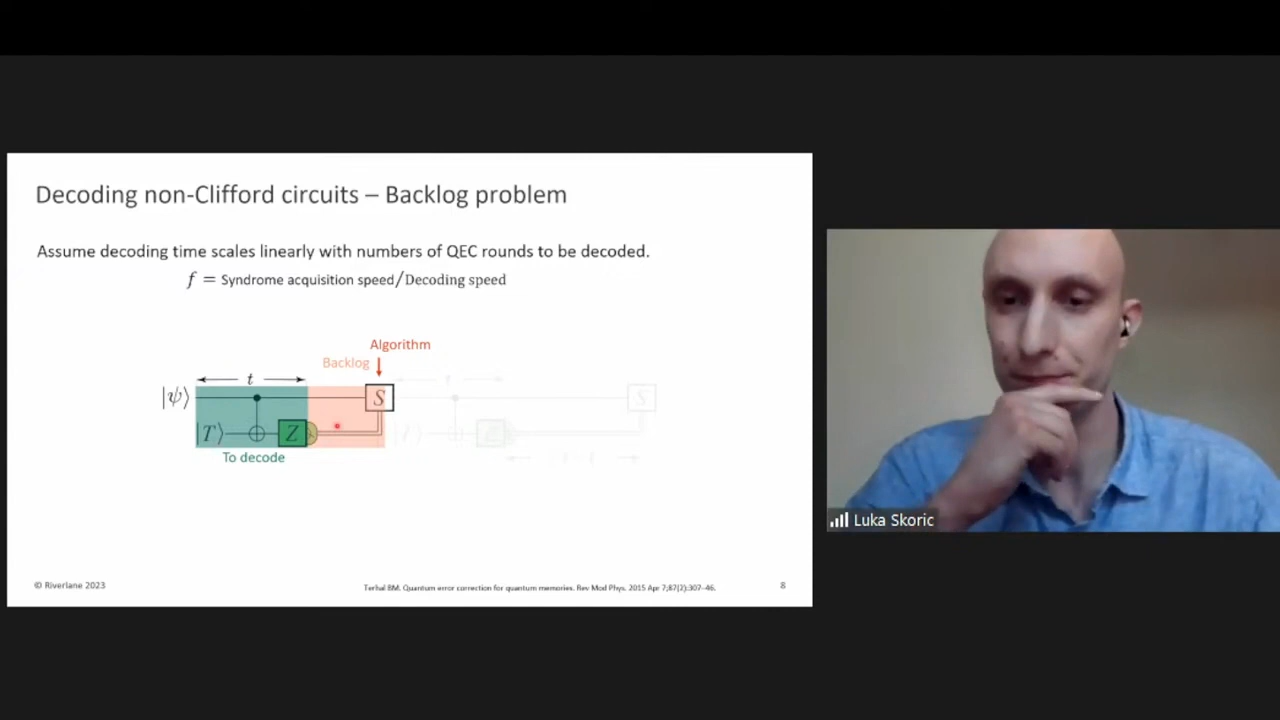 Decoding non-Clifford circuits – Backlog problem
Assume decoding time scales linearly with numbers of QEC rounds to be decoded.
f = Syndrome acquisition speed/Decoding speed
Algorithm
Backlog
t
|ψ⟩
S
|T⟩
Z
To decode
t
S
Z
© Riverlane 2023
Terhal BM. Quantum error correction for quantum memories. Rev Mod Phys. 2015 Apr 7;87(2):307–46.
8
Luka Skoric